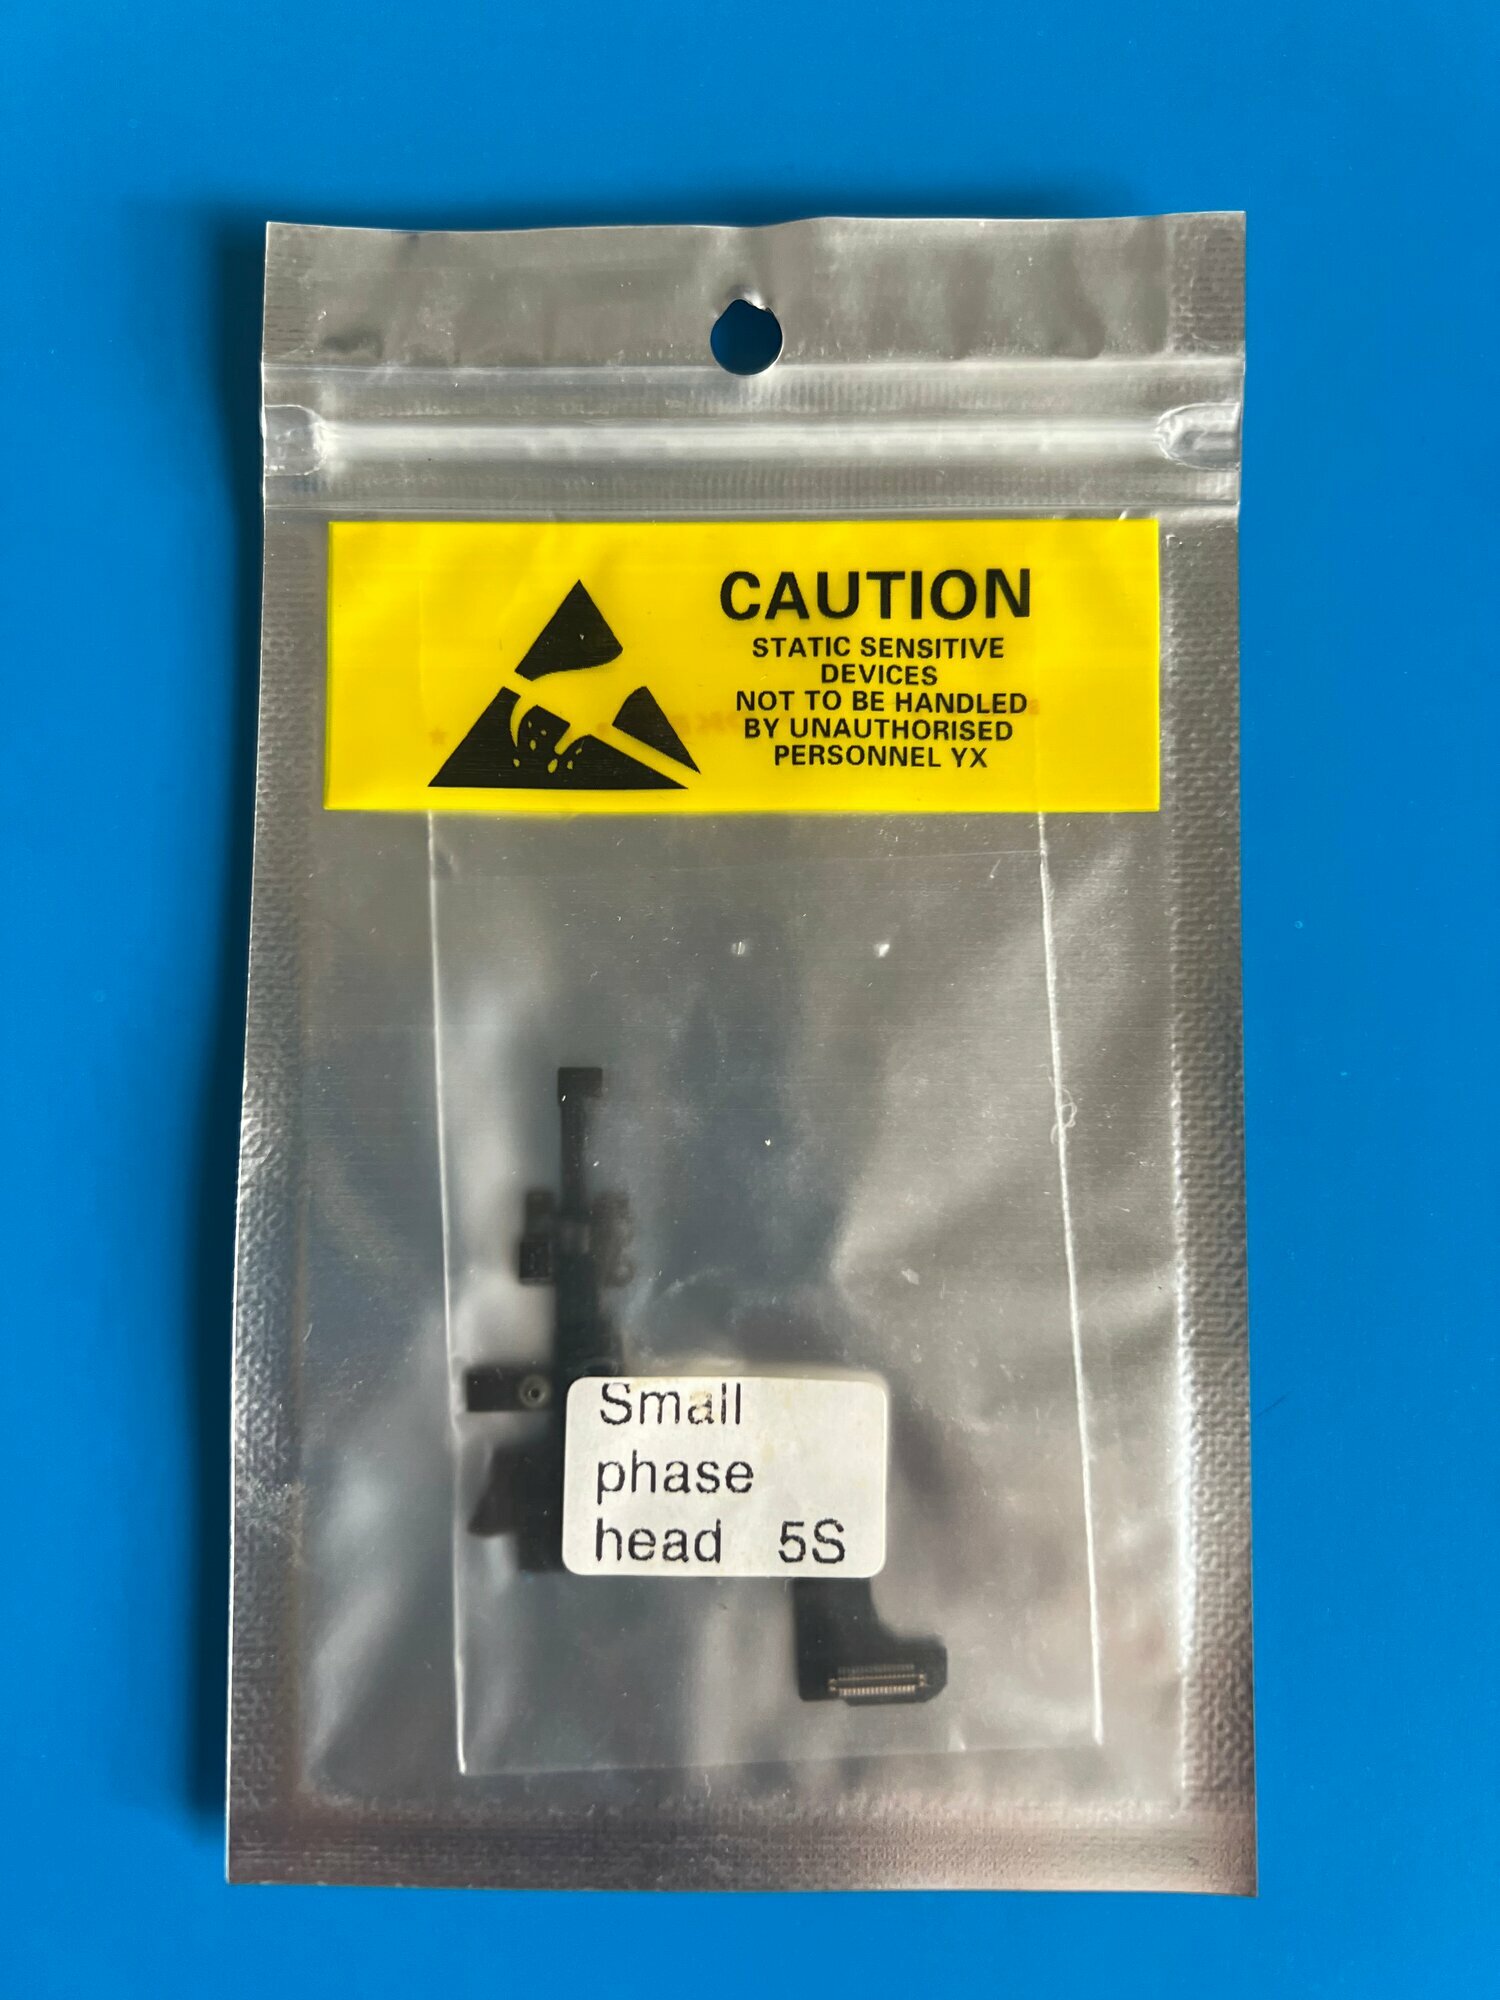 CAUTION
STATIC SENSITIVE
DEVICES
NOT TO BE HANDLED
BY UNAUTHORISED
PERSONNEL YX
Small
phase
head 5S